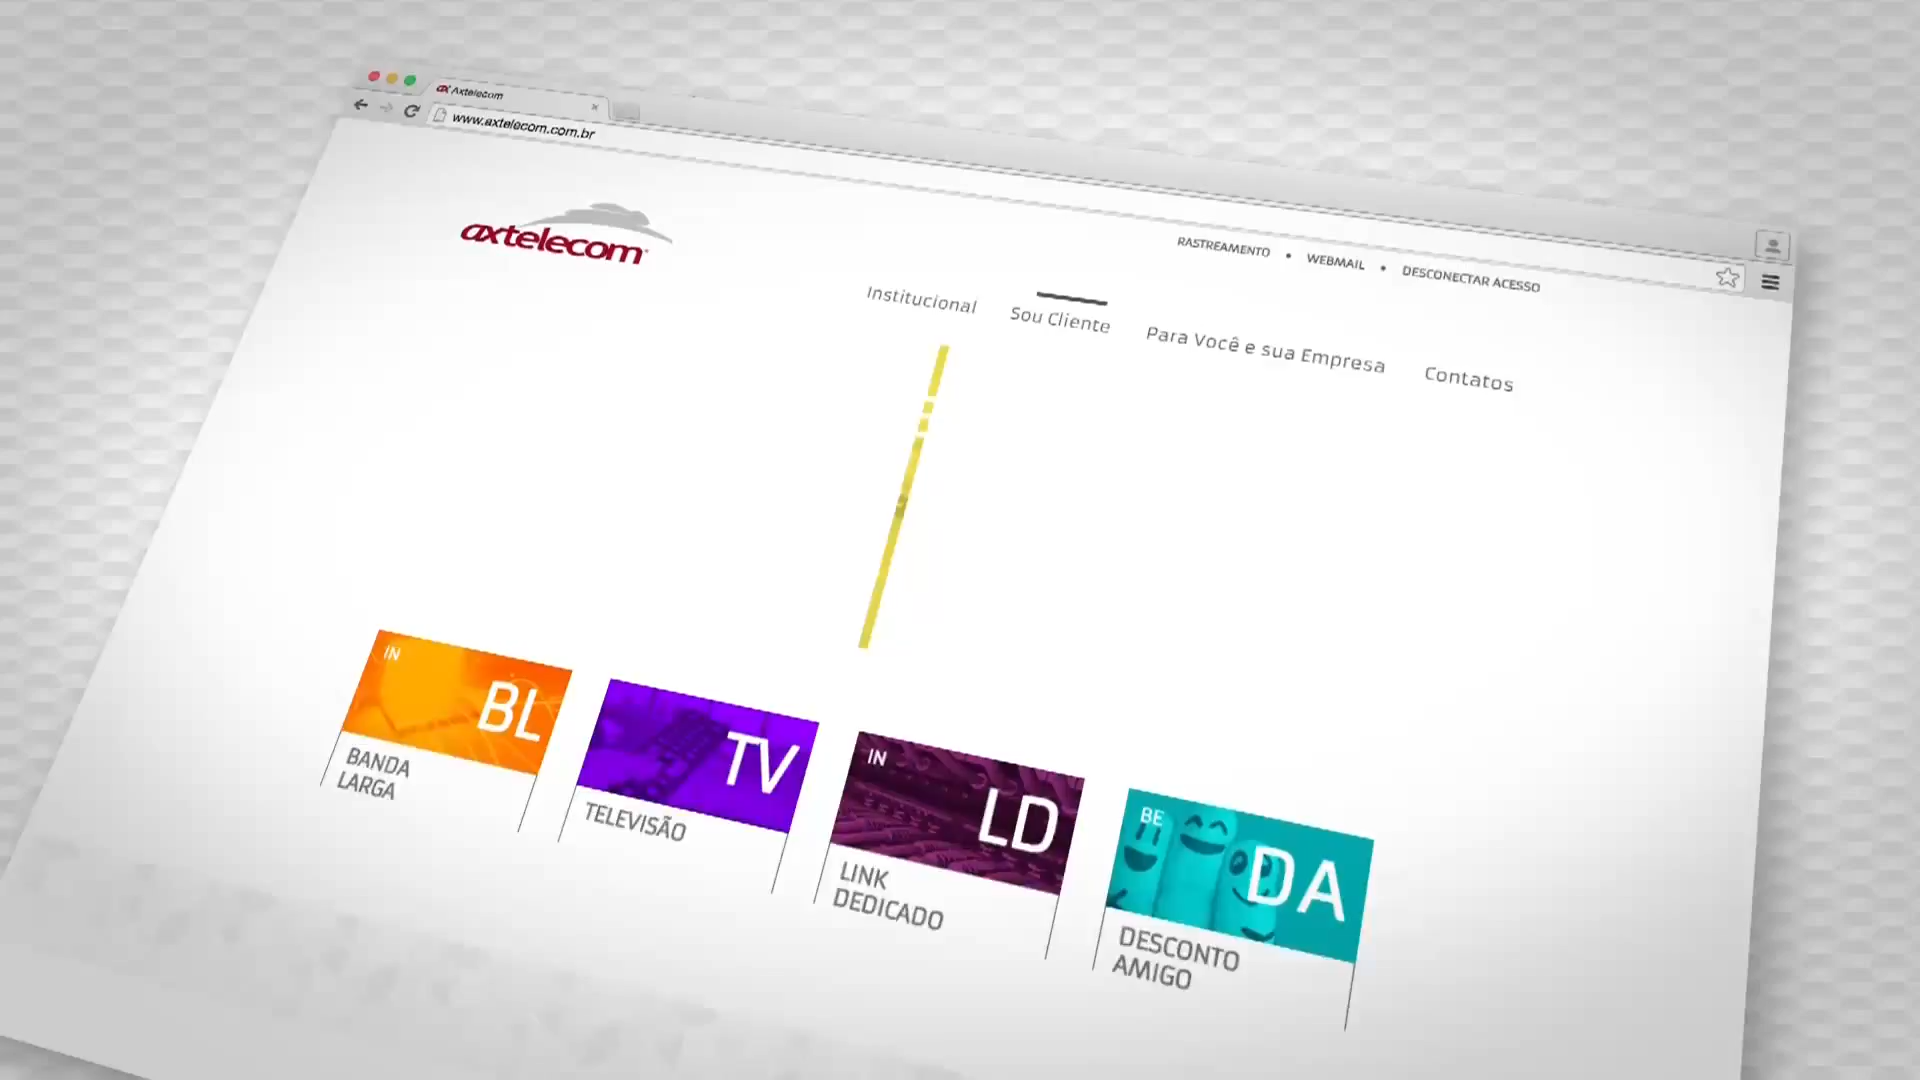 Axtelecom
www.axtelecom.com.br
axtelecom
RASTREAMENTO • WEBMAIL • DESCONECTAR ACESSO
Institucional
Sou Cliente
Para Você e sua Empresa
Contatos
IN
BL
BANDA
LARGA
TV
TELEVISÃO
IN
LD
LINK
DEDICADO
BE
DA
DESCONTO
AMIGO